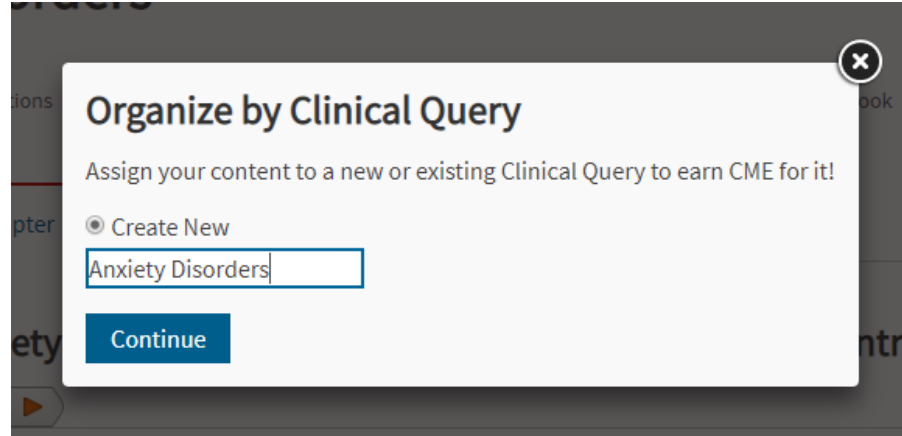 Organize by Clinical Query
Assign your content to a new or existing Clinical Query to earn CME for it!
Create New
Anxiety Disorders
Continue